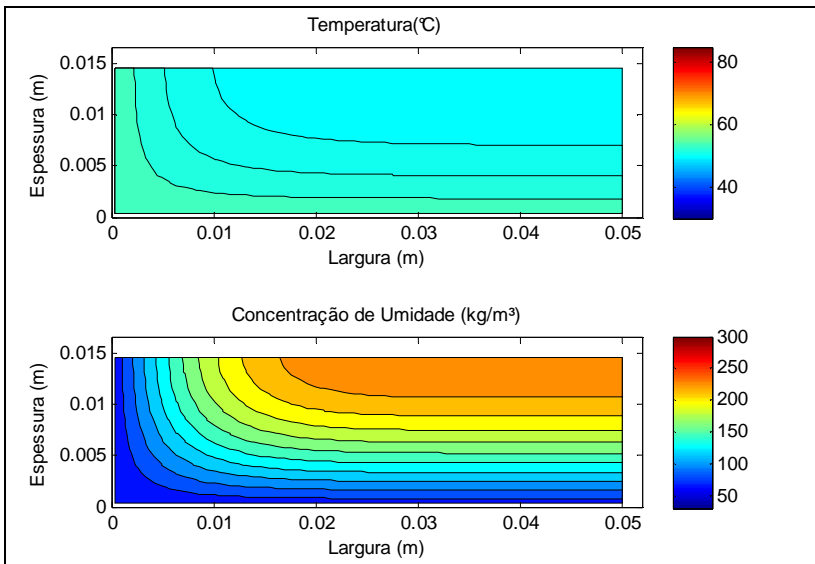 Temperatura(℃)
Espessura (m)
0.015
0.01
0.005
0
0 0.01 0.02 0.03 0.04 0.05
Largura (m)
80
60
40
Concentração de Umidade (kg/m³)
Espessura (m)
0.015
0.01
0.005
0
0 0.01 0.02 0.03 0.04 0.05
Largura (m)
300
250
200
150
100
50